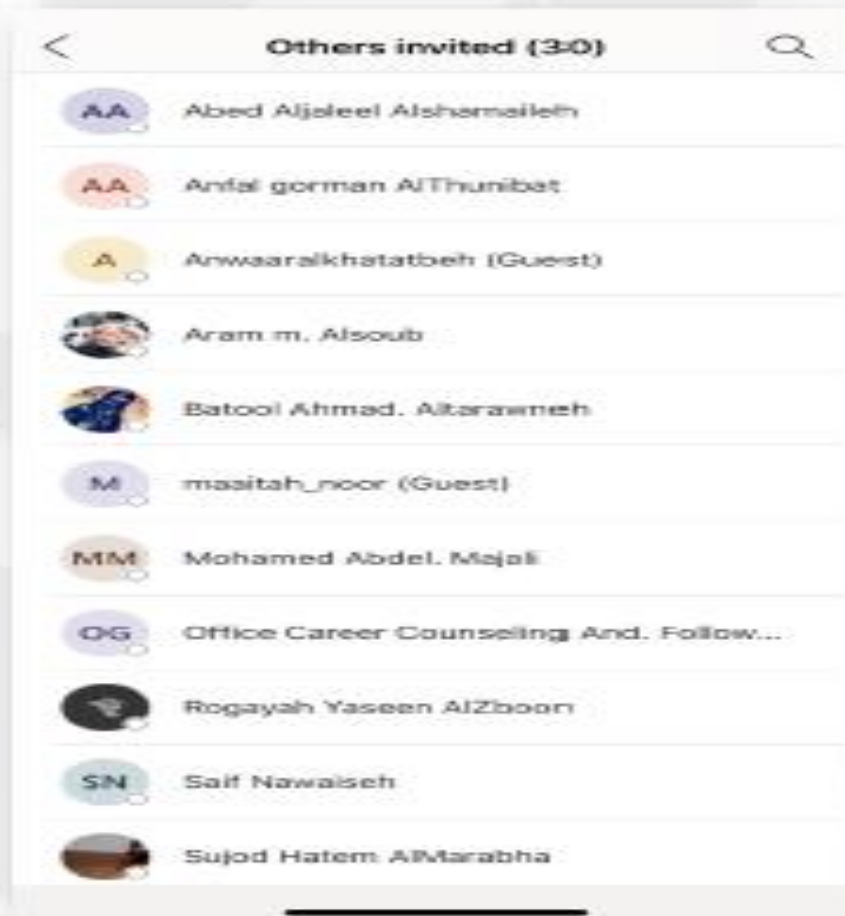 Others invited (30)
AA Abed Aljaleel Alshamaileh
AA Anfal gorman AlThunibat
A Anwaaralkhatatbeh (Guest)
Aram m. Alsoub
Batool Ahmad. Altarawneh
M maaitah_noor (Guest)
MM Mohamed Abdel. Majali
OG Office Career Counseling And. Follow...
Rogayah Yaseen AlZboon
SN Saif Nawaiseh
Sujod Hatem AlMarabha